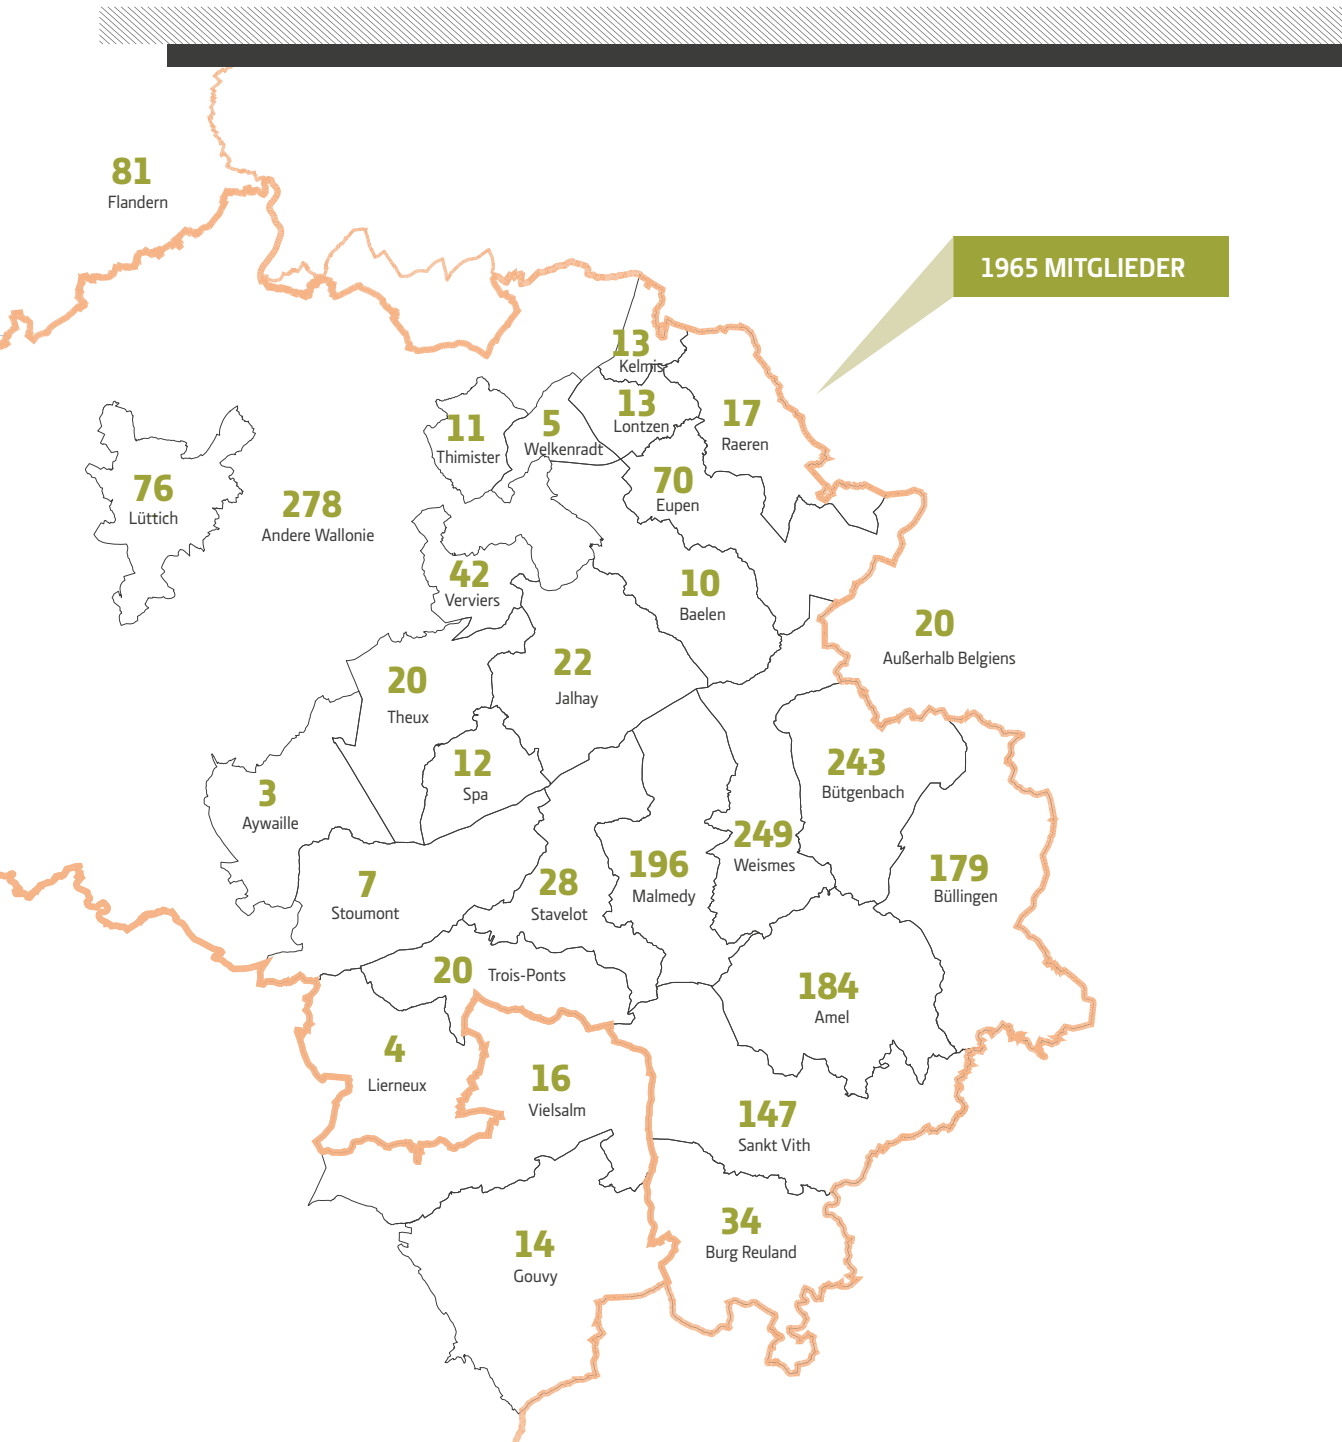 81
Flandern
1965 MITGLIEDER
13
Kelmis
13
Lontzen
17
Raeren
11
Thimister
5
Welkenradt
76
Lüttich
278
Andere Wallonie
70
Eupen
42
Verviers
10
Baelen
20
Außerhalb Belgiens
22
Jalhay
20
Theux
12
Spa
243
Bütgenbach
3
Aywaille
249
Weismes
196
Malmedy
179
Büllingen
7
Stoumont
28
Stavelot
20 Trois-Ponts
184
Amel
4
Lierneux
16
Vielsalm
147
Sankt Vith
34
Burg Reuland
14
Gouvy